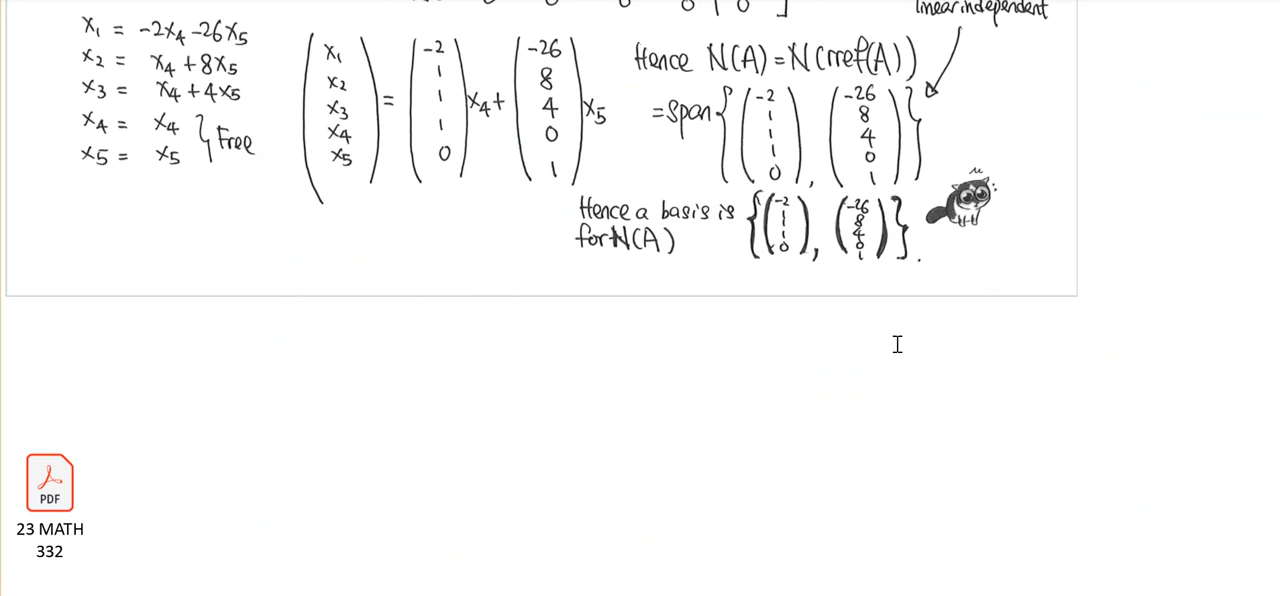 0 0 ]
linear independent
x₁ = -2x₄ -26x₅
x₂ = x₄ + 8x₅
x₃ = x₄ + 4x₅
x₄ = x₄ } Free
x₅ = x₅
( x₁ x₂ x₃ x₄ x₅ ) = ( -2 1 1 1 0 ) x₄ + ( -26 8 4 0 1 ) x₅
Hence N(A) = N(rref(A))
= span { ( -2 1 1 1 0 ) , ( -26 8 4 0 1 ) }
Hence a basis is
for N(A)
{ ( -2 1 1 1 0 ) , ( -26 8 4 0 1 ) } .
PDF
23 MATH
332